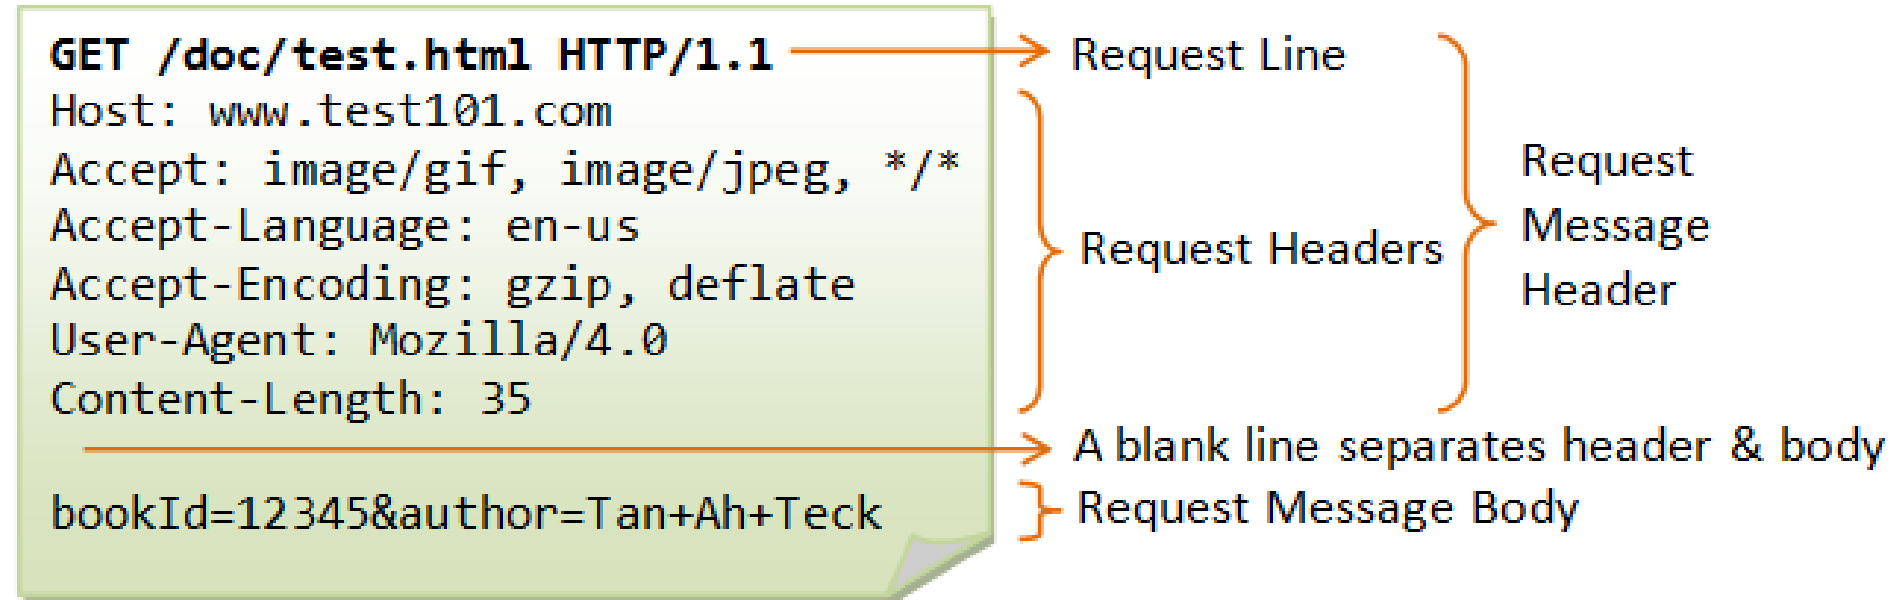 GET /doc/test.html HTTP/1.1
Host: www.test101.com
Accept: image/gif, image/jpeg, */*
Accept-Language: en-us
Accept-Encoding: gzip, deflate
User-Agent: Mozilla/4.0
Content-Length: 35
bookId=12345&author=Tan+Ah+Teck
Request Line
Request Headers
Request
Message
Header
A blank line separates header & body
Request Message Body